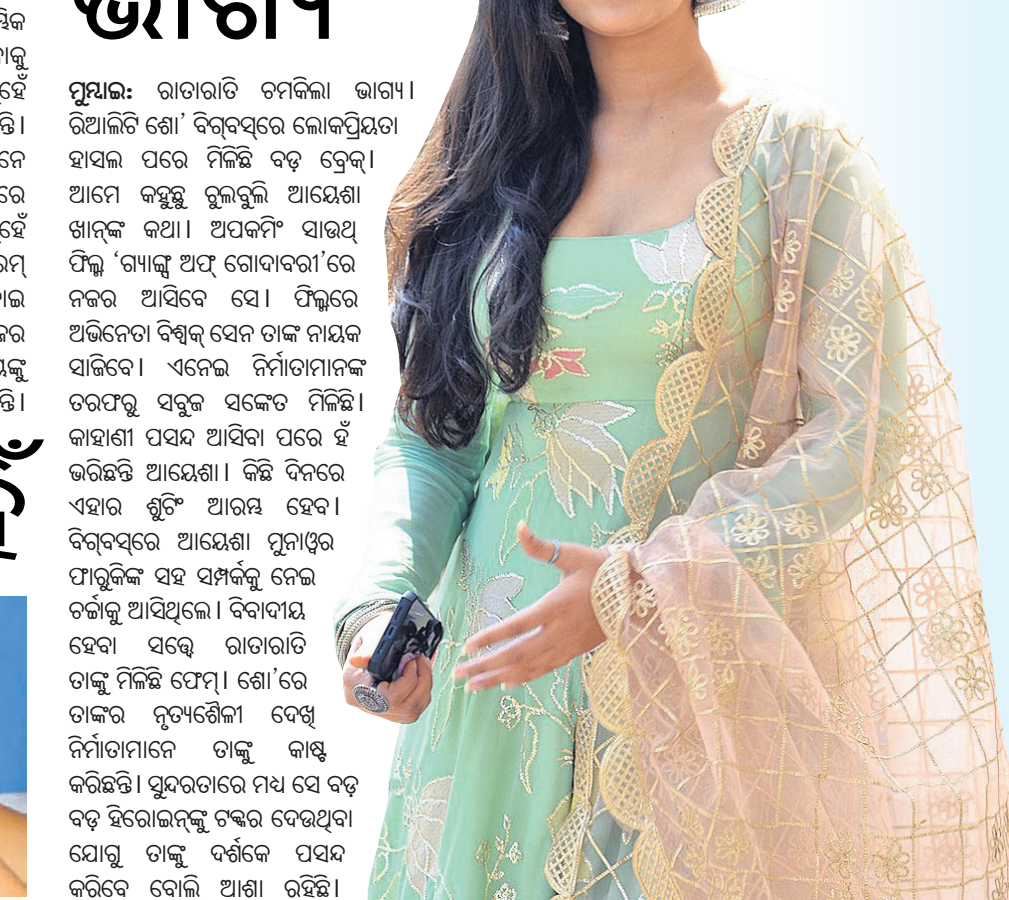 ଭାଗ୍ୟ
ମୁମ୍ବାଇ: ରାତାରାତି ଚମକିଲା ଭାଗ୍ୟ।
ରିଆଲିଟି ଶୋ’ ବିଗ୍‌ବସ୍‌ରେ ଲୋକପ୍ରିୟତା
ହାସଲ ପରେ ମିଳିଛି ବଡ଼ ବ୍ରେକ୍।
ଆମେ କହୁଛୁ ଚୁଲବୁଲି ଆୟେଶା
ଖାନ୍‌ଙ୍କ କଥା। ଅପକମିଂ ସାଉଥ୍
ଫିଲ୍ମ ‘ଗ୍ୟାଙ୍ଗ୍ସ ଅଫ୍ ଗୋଦାବରୀ’ରେ
ନଜର ଆସିବେ ସେ। ଫିଲ୍ମରେ
ଅଭିନେତା ବିଶ୍ୱକ୍ ସେନ ତାଙ୍କ ନାୟକ
ସାଜିବେ। ଏନେଇ ନିର୍ମାତାମାନଙ୍କ
ତରଫରୁ ସବୁଜ ସଙ୍କେତ ମିଳିଛି।
କାହାଣୀ ପସନ୍ଦ ଆସିବା ପରେ ହଁ
ଭରିଛନ୍ତି ଆୟେଶା। କିଛି ଦିନରେ
ଏହାର ଶୁଟିଂ ଆରମ୍ଭ ହେବ।
ବିଗ୍‌ବସ୍‌ରେ ଆୟେଶା ମୁନାୱର
ଫାରୁକିଙ୍କ ସହ ସମ୍ପର୍କକୁ ନେଇ
ଚର୍ଚ୍ଚାକୁ ଆସିଥିଲେ। ବିବାଦୀୟ
ହେବା ସତ୍ତ୍ୱେ ରାତାରାତି
ତାଙ୍କୁ ମିଳିଛି ଫେମ୍। ଶୋ’ରେ
ତାଙ୍କର ନୃତ୍ୟଶୈଳୀ ଦେଖି
ନିର୍ମାତାମାନେ ତାଙ୍କୁ କାଷ୍ଟ
କରିଛନ୍ତି। ସୁନ୍ଦରତାରେ ମଧ୍ୟ ସେ ବଡ଼
ବଡ଼ ହିରୋଇନ୍‌ଙ୍କୁ ଟକ୍କର ଦେଉଥିବା
ଯୋଗୁ ତାଙ୍କୁ ଦର୍ଶକେ ପସନ୍ଦ
କରିବେ ବୋଲି ଆଶା ରହିଛି।